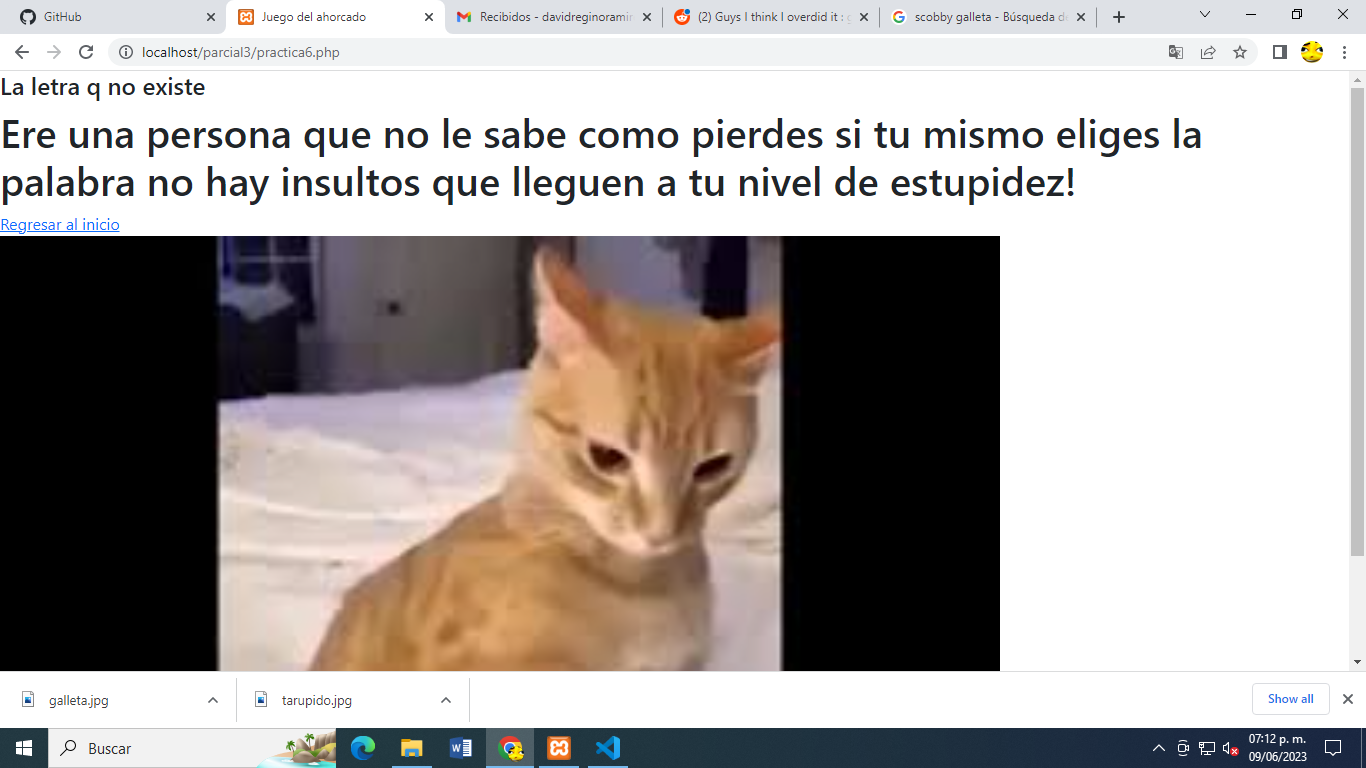 GitHub
Juego del ahorcado
Recibidos - davidreginoramir
(2) Guys I think I overdid it : g
scobby galleta - Búsqueda de
localhost/parcial3/practica6.php
La letra q no existe
Ere una persona que no le sabe como pierdes si tu mismo eliges la
palabra no hay insultos que lleguen a tu nivel de estupidez!
Regresar al inicio
galleta.jpg
tarupido.jpg
Show all
Buscar
07:12 p. m.
09/06/2023